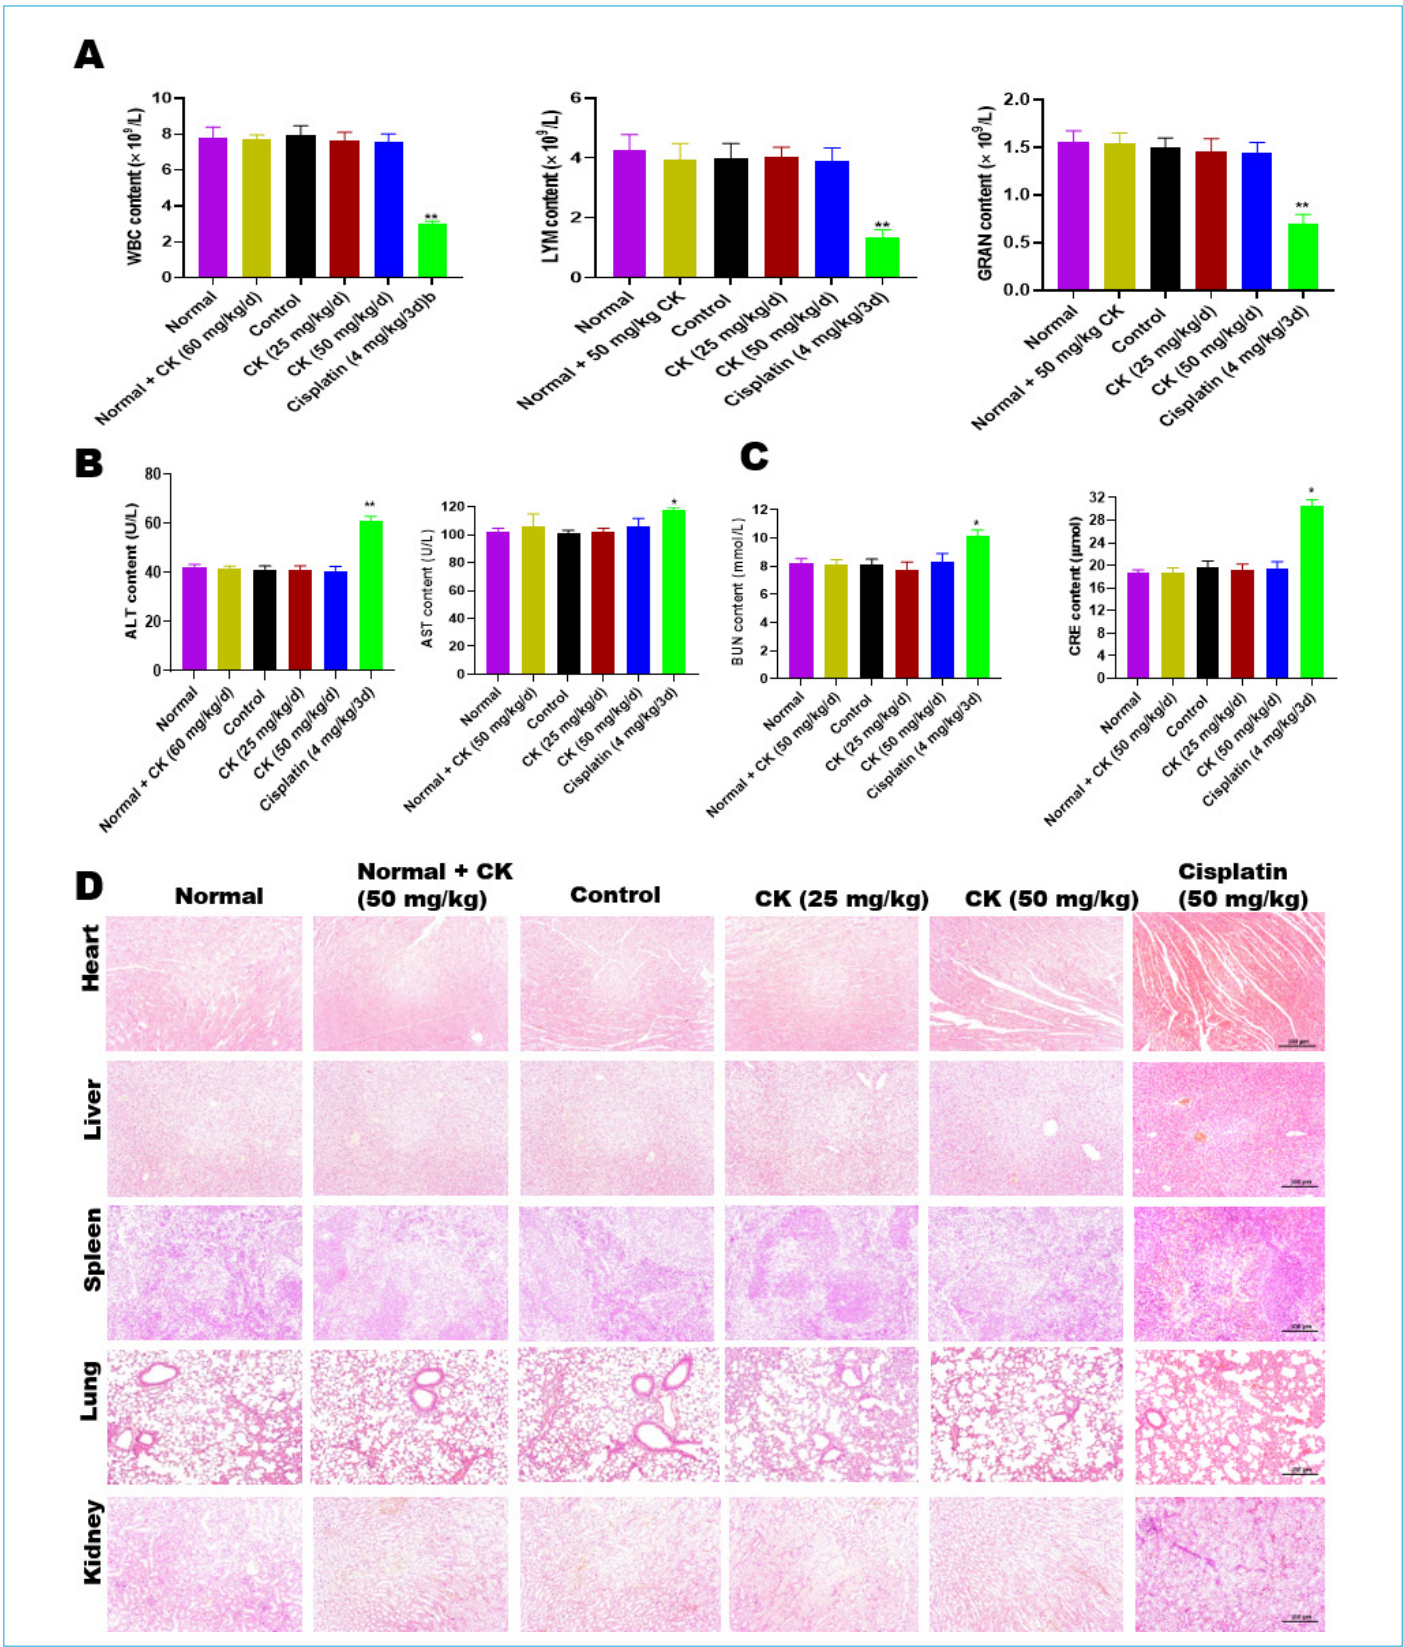 A
WBC content (× 10⁹/L)
10
8
6
4
2
0
**
Normal
Normal + CK (60 mg/kg/d)
Control
CK (25 mg/kg/d)
CK (50 mg/kg/d)
Cisplatin (4 mg/kg/3d)b
LYM content (× 10⁹/L)
6
4
2
0
**
Normal
Normal + 50 mg/kg CK
Control
CK (25 mg/kg/d)
CK (50 mg/kg/d)
Cisplatin (4 mg/kg/3d)
GRAN content (× 10⁹/L)
2.0
1.5
1.0
0.5
0.0
**
Normal
Normal + 50 mg/kg CK
Control
CK (25 mg/kg/d)
CK (50 mg/kg/d)
Cisplatin (4 mg/kg/3d)
B
ALT content (U/L)
80
60
40
20
0
**
Normal
Normal + CK (60 mg/kg/d)
Control
CK (25 mg/kg/d)
CK (50 mg/kg/d)
Cisplatin (4 mg/kg/3d)
AST content (U/L)
120
100
80
60
40
20
0
*
Normal
Normal + CK (50 mg/kg/d)
Control
CK (25 mg/kg/d)
CK (50 mg/kg/d)
Cisplatin (4 mg/kg/3d)
C
BUN content (mmol/L)
12
10
8
6
4
2
0
*
Normal
Normal + CK (50 mg/kg/d)
Control
CK (25 mg/kg/d)
CK (50 mg/kg/d)
Cisplatin (4 mg/kg/3d)
CRE content (µmol)
32
28
24
20
16
12
8
4
0
*
Normal
Normal + CK (50 mg/kg/d)
Control
CK (25 mg/kg/d)
CK (50 mg/kg/d)
Cisplatin (4 mg/kg/3d)
D
Normal
Normal + CK
(50 mg/kg)
Control
CK (25 mg/kg)
CK (50 mg/kg)
Cisplatin
(50 mg/kg)
Heart
Liver
Spleen
Lung
Kidney